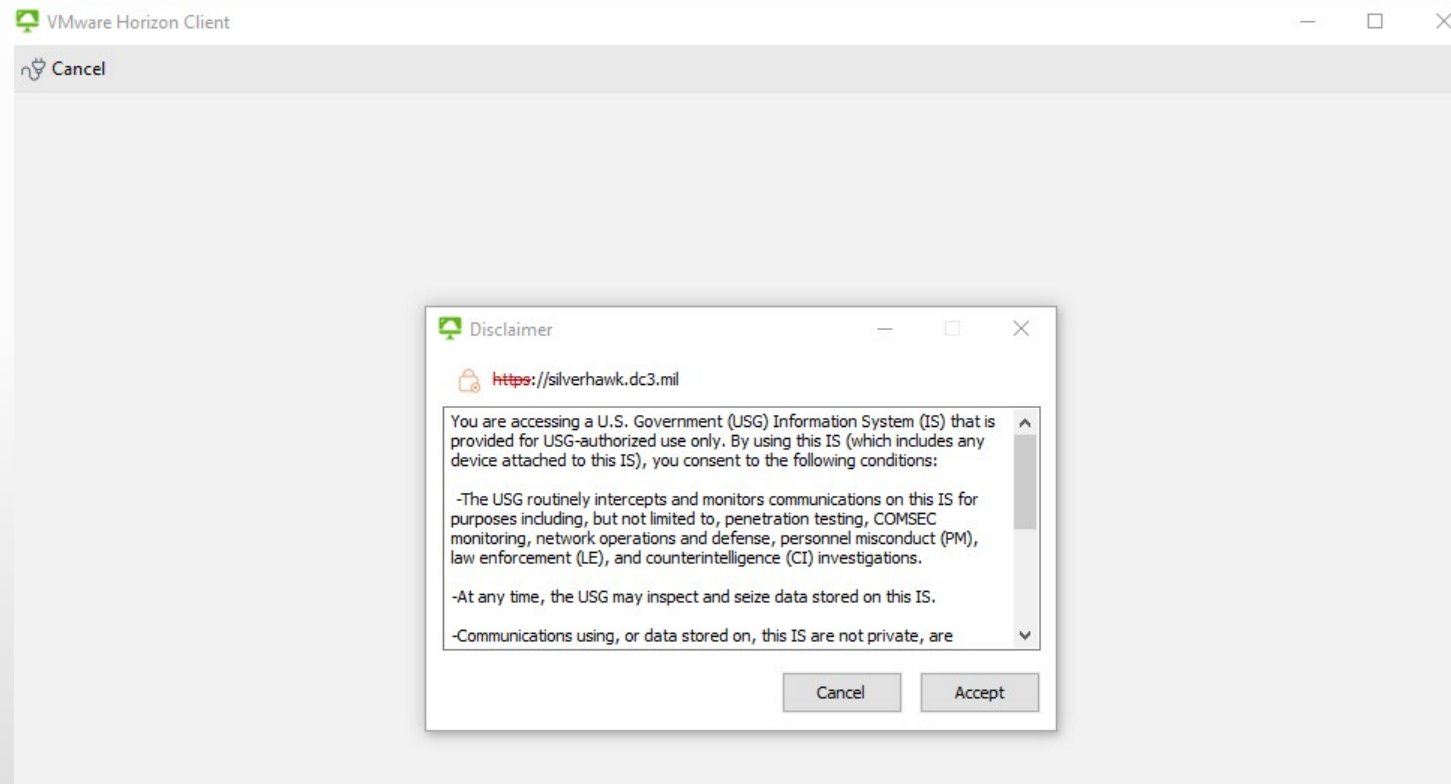 VMware Horizon Client
Cancel
Disclaimer
https://silverhawk.dc3.mil
You are accessing a U.S. Government (USG) Information System (IS) that is
provided for USG-authorized use only. By using this IS (which includes any
device attached to this IS), you consent to the following conditions:
-The USG routinely intercepts and monitors communications on this IS for
purposes including, but not limited to, penetration testing, COMSEC
monitoring, network operations and defense, personnel misconduct (PM),
law enforcement (LE), and counterintelligence (CI) investigations.
-At any time, the USG may inspect and seize data stored on this IS.
-Communications using, or data stored on, this IS are not private, are
Cancel Accept